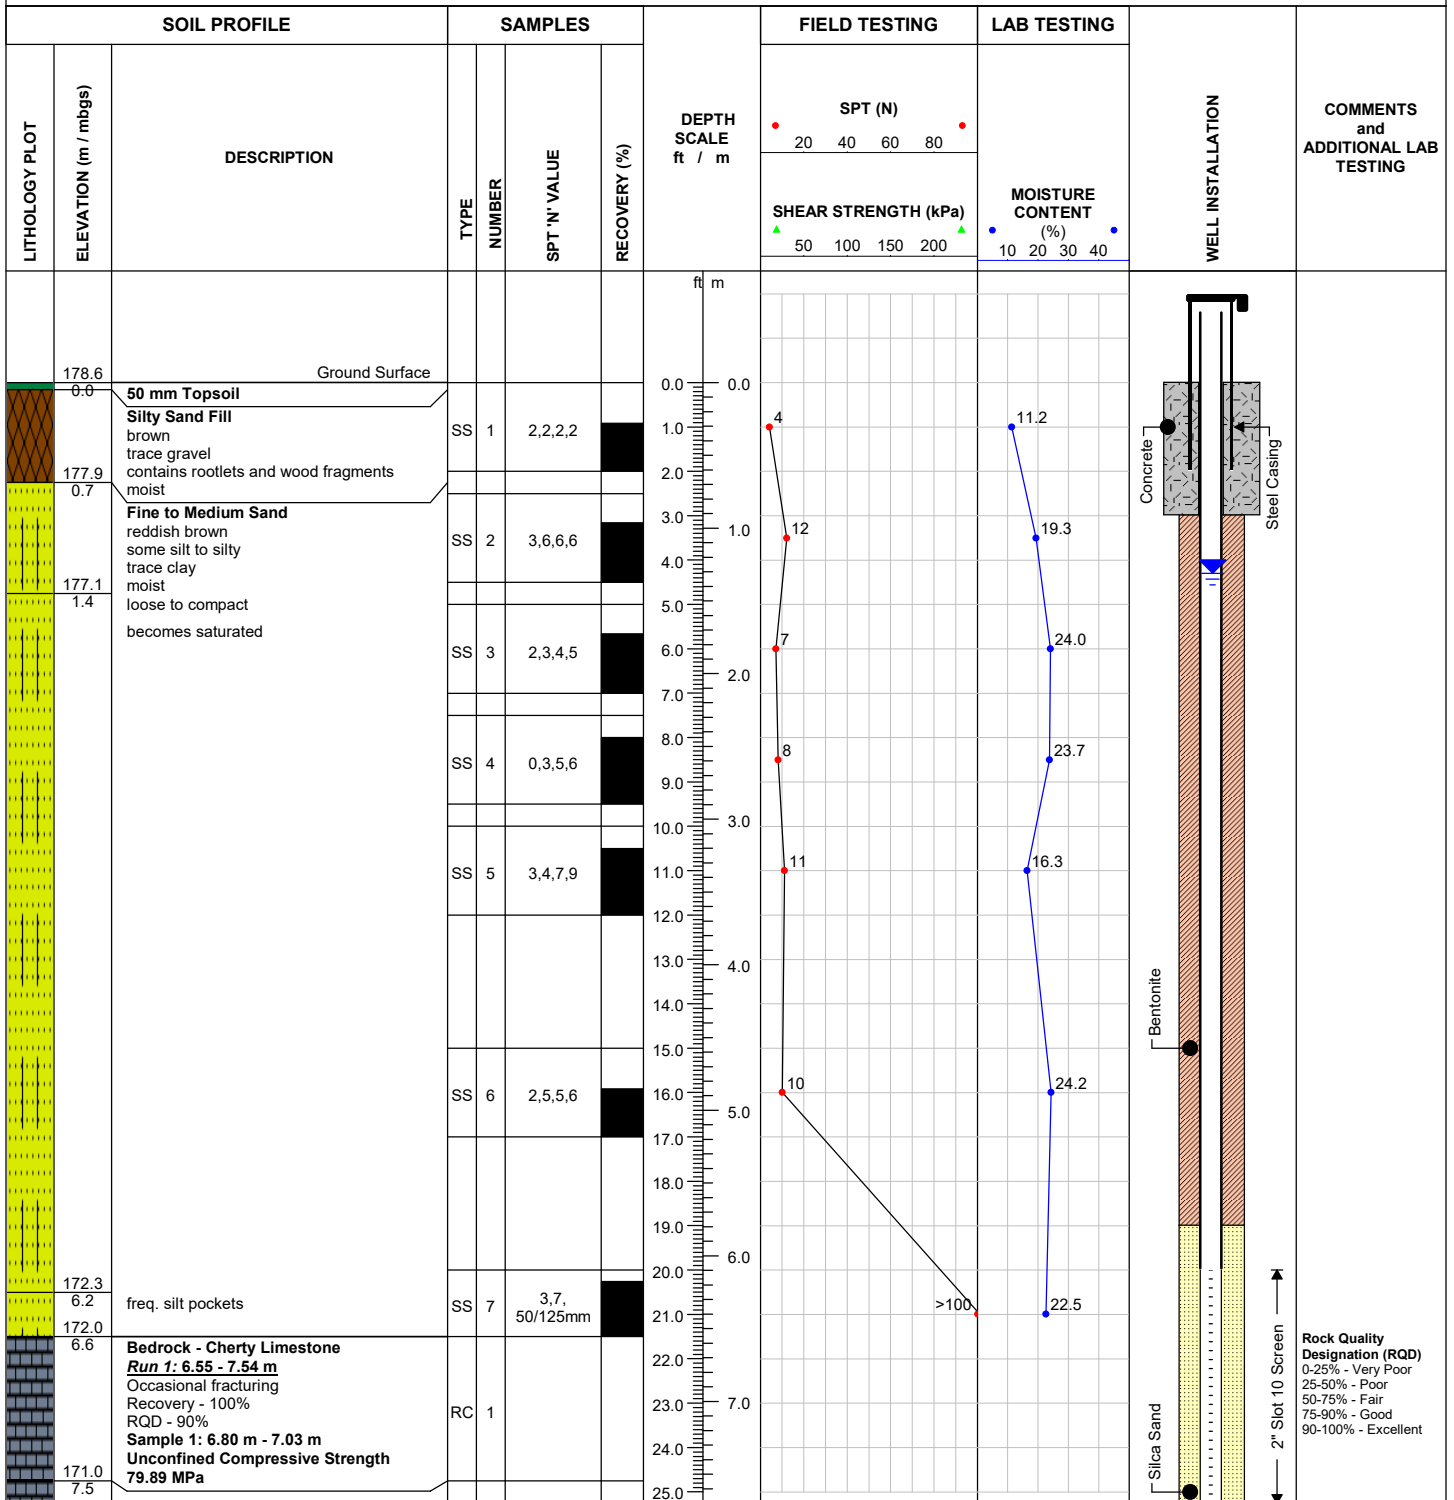 SOIL PROFILE
SAMPLES
FIELD TESTING
LAB TESTING
LITHOLOGY PLOT
ELEVATION (m / mbgs)
DESCRIPTION
TYPE
NUMBER
SPT 'N' VALUE
RECOVERY (%)
DEPTH
SCALE
ft / m
SPT (N)
20 40 60 80
SHEAR STRENGTH (kPa)
50 100 150 200
MOISTURE
CONTENT
(%)
10 20 30 40
WELL INSTALLATION
COMMENTS
and
ADDITIONAL LAB
TESTING
ft m
178.6
Ground Surface
0.0
50 mm Topsoil
Silty Sand Fill
brown
trace gravel
contains rootlets and wood fragments
moist
177.9
0.7
Fine to Medium Sand
reddish brown
some silt to silty
trace clay
moist
loose to compact
177.1
1.4
becomes saturated
172.3
6.2
freq. silt pockets
172.0
6.6
Bedrock - Cherty Limestone
Run 1: 6.55 - 7.54 m
Occasional fracturing
Recovery - 100%
RQD - 90%
Sample 1: 6.80 m - 7.03 m
Unconfined Compressive Strength
79.89 MPa
171.0
7.5
SS 1 2,2,2,2
SS 2 3,6,6,6
SS 3 2,3,4,5
SS 4 0,3,5,6
SS 5 3,4,7,9
SS 6 2,5,5,6
SS 7 3,7,
50/125mm
RC 1
0.0
1.0
2.0
3.0
4.0
5.0
6.0
7.0
8.0
9.0
10.0
11.0
12.0
13.0
14.0
15.0
16.0
17.0
18.0
19.0
20.0
21.0
22.0
23.0
24.0
25.0
0.0
1.0
2.0
3.0
4.0
5.0
6.0
7.0
4
12
7
8
11
10
>100
11.2
19.3
24.0
23.7
16.3
24.2
22.5
Concrete
Steel Casing
Bentonite
2" Slot 10 Screen
Silca Sand
Rock Quality
Designation (RQD)
0-25% - Very Poor
25-50% - Poor
50-75% - Fair
75-90% - Good
90-100% - Excellent